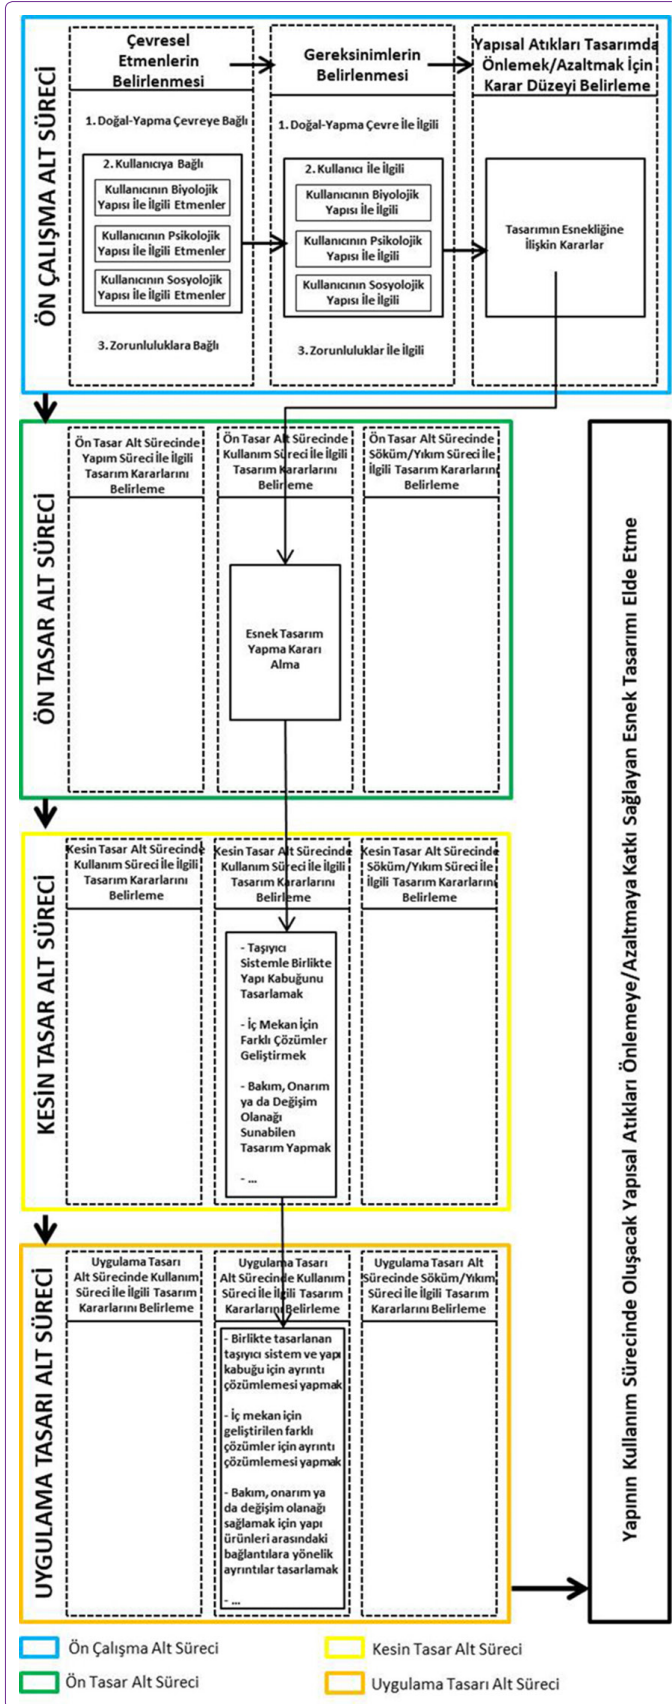 ÖN ÇALIŞMA ALT SÜRECİ
Çevresel
Etmenlerin
Belirlenmesi
Gereksinimlerin
Belirlenmesi
Yapısal Atıkları Tasarımda
Önlemek/Azaltmak İçin
Karar Düzeyi Belirleme
1. Doğal-Yapma Çevreye Bağlı
2. Kullanıcıya Bağlı
Kullanıcının Biyolojik
Yapısı İle İlgili Etmenler
Kullanıcının Psikolojik
Yapısı İle İlgili Etmenler
Kullanıcının Sosyolojik
Yapısı İle İlgili Etmenler
3. Zorunluluklara Bağlı
1. Doğal-Yapma Çevre İle İlgili
2. Kullanıcı İle İlgili
Kullanıcının Biyolojik
Yapısı İle İlgili
Kullanıcının Psikolojik
Yapısı İle İlgili
Kullanıcının Sosyolojik
Yapısı İle İlgili
3. Zorunluluklar İle İlgili
Tasarımın Esnekliğine
İlişkin Kararlar
ÖN TASAR ALT SÜRECİ
Ön Tasar Alt Sürecinde
Yapım Süreci İle İlgili
Tasarım Kararlarını
Belirleme
Ön Tasar Alt Sürecinde
Kullanım Süreci İle İlgili
Tasarım Kararlarını
Belirleme
Ön Tasar Alt Sürecinde
Söküm/Yıkım Süreci İle
İlgili Tasarım Kararlarını
Belirleme
Esnek Tasarım
Yapma Kararı
Alma
KESİN TASAR ALT SÜRECİ
Kesin Tasar Alt Sürecinde
Kullanım Süreci İle İlgili
Tasarım Kararlarını
Belirleme
Kesin Tasar Alt Sürecinde
Kullanım Süreci İle İlgili
Tasarım Kararlarını
Belirleme
Kesin Tasar Alt Sürecinde
Söküm/Yıkım Süreci İle
İlgili Tasarım Kararlarını
Belirleme
- Taşıyıcı
Sistemle Birlikte
Yapı Kabuğunu
Tasarlamak
- İç Mekan İçin
Farklı Çözümler
Geliştirmek
- Bakım, Onarım
ya da Değişim
Olanağı
Sunabilen
Tasarım Yapmak
- ...
UYGULAMA TASARI ALT SÜRECİ
Uygulama Tasarı
Alt Sürecinde Kullanım
Süreci İle İlgili Tasarım
Kararlarını Belirleme
Uygulama Tasarı
Alt Sürecinde Kullanım
Süreci İle İlgili Tasarım
Kararlarını Belirleme
Uygulama Tasarı Alt
Sürecinde Söküm/Yıkım
Süreci İle İlgili Tasarım
Kararlarını Belirleme
- Birlikte tasarlanan
taşıyıcı sistem ve yapı
kabuğu için ayrıntı
çözümlemesi yapmak
- İç mekan için
geliştirilen farklı
çözümler için ayrıntı
çözümlemesi yapmak
- Bakım, onarım ya
da değişim olanağı
sağlamak için yapı
ürünleri arasındaki
bağlantılara yönelik
ayrıntılar tasarlamak
- ...
Yapının Kullanım Sürecinde Oluşacak Yapısal Atıkları Önlemeye/Azaltmaya Katkı Sağlayan Esnek Tasarımı Elde Etme
Ön Çalışma Alt Süreci
Kesin Tasar Alt Süreci
Ön Tasar Alt Süreci
Uygulama Tasarı Alt Süreci